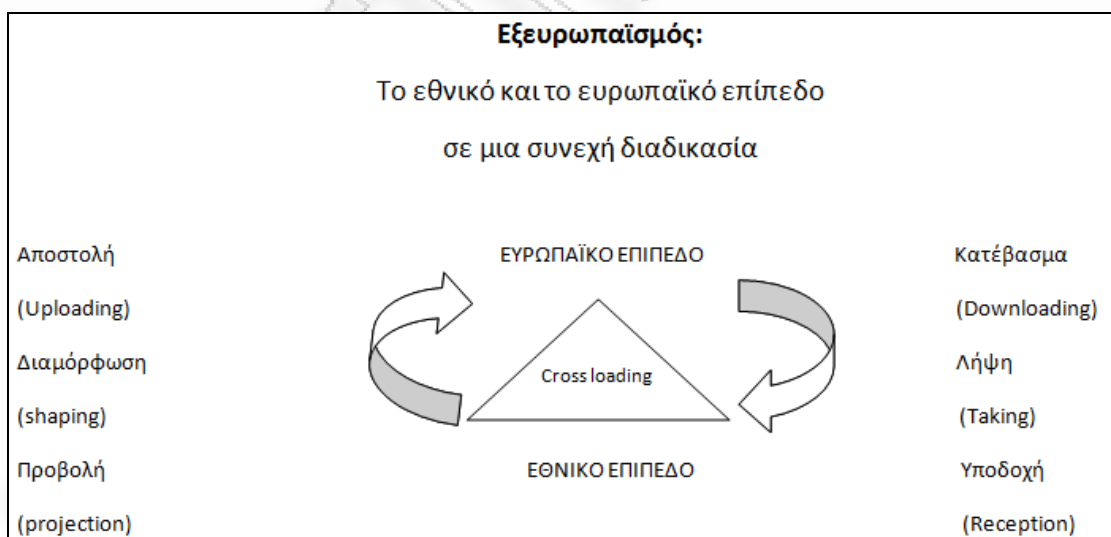 Εξευρωπαϊσμός:
Το εθνικό και το ευρωπαϊκό επίπεδο
σε μια συνεχή διαδικασία
Αποστολή ΕΥΡΩΠΑΪΚΟ ΕΠΙΠΕΔΟ Κατέβασμα
(Uploading) (Downloading)
Διαμόρφωση Cross loading Λήψη
(shaping) (Taking)
Προβολή ΕΘΝΙΚΟ ΕΠΙΠΕΔΟ Υποδοχή
(projection) (Reception)